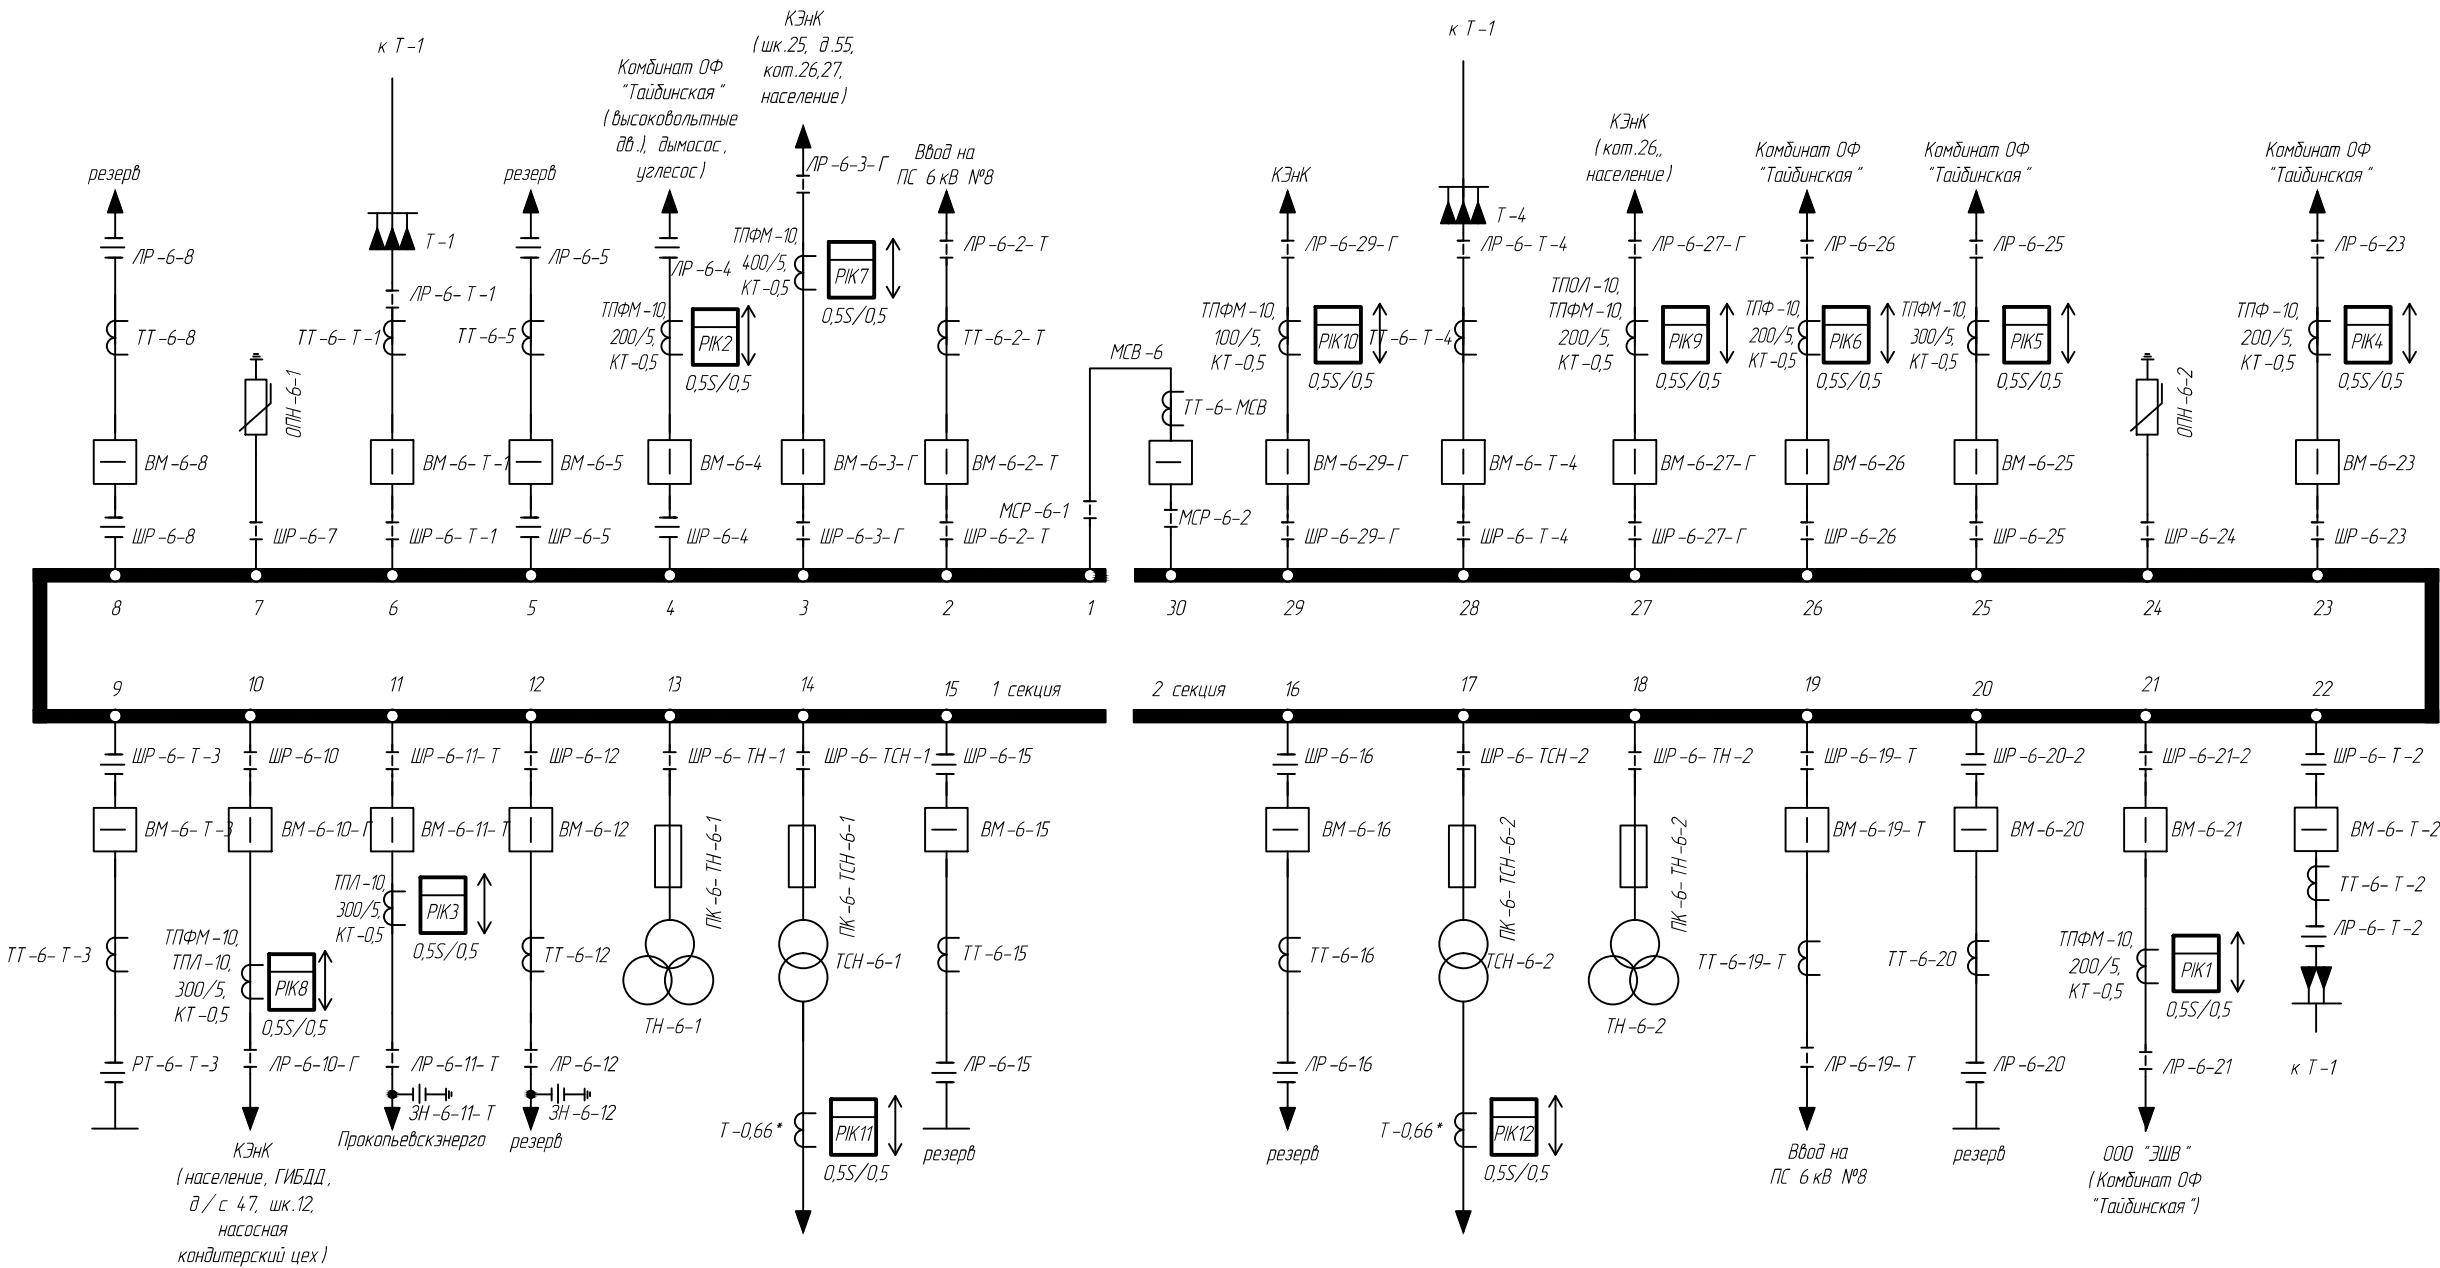 к Т-1
КЭнК
(шк.25, д.55,
кот.26,27,
население)
к Т-1
Комбинат ОФ
"Тайбинская"
(высоковольтные
дв.), дымосос,
углесос)
КЭнК
(кот.26,,
население)
резерв
резерв
Ввод на
ПС 6 кВ №8
КЭнК
Комбинат ОФ
"Тайбинская"
Комбинат ОФ
"Тайбинская"
Комбинат ОФ
"Тайбинская"
ЛР-6-8
Т-1
ЛР-6-Т-1
ЛР-6-5
ЛР-6-4
ЛР-6-3-Г
ЛР-6-2-Т
ЛР-6-29-Г
Т-4
ЛР-6-Т-4
ЛР-6-27-Г
ЛР-6-26
ЛР-6-25
ЛР-6-23
ТТ-6-8
ОПН-6-1
ТТ-6-Т-1
ТТ-6-5
ТПФМ-10,
200/5,
КТ-0,5
PIK2
0,5S/0,5
ТПФМ-10,
400/5,
КТ-0,5
PIK7
0,5S/0,5
ТТ-6-2-Т
МСВ-6
ТТ-6-МСВ
ТПФМ-10,
100/5,
КТ-0,5
PIK10
0,5S/0,5
ТТ-6-Т-4
ТПОЛ-10,
ТПФМ-10,
200/5,
КТ-0,5
PIK9
0,5S/0,5
ТПФ-10,
200/5,
КТ-0,5
PIK6
0,5S/0,5
ТПФМ-10,
300/5,
КТ-0,5
PIK5
0,5S/0,5
ОПН-6-2
ТПФ-10,
200/5,
КТ-0,5
PIK4
0,5S/0,5
ВМ-6-8
ВМ-6-Т-1
ВМ-6-5
ВМ-6-4
ВМ-6-3-Г
ВМ-6-2-Т
ВМ-6-29-Г
ВМ-6-Т-4
ВМ-6-27-Г
ВМ-6-26
ВМ-6-25
ВМ-6-23
ШР-6-8
ШР-6-7
ШР-6-Т-1
ШР-6-5
ШР-6-4
ШР-6-3-Г
ШР-6-2-Т
МСР-6-1
МСР-6-2
ШР-6-29-Г
ШР-6-Т-4
ШР-6-27-Г
ШР-6-26
ШР-6-25
ШР-6-24
ШР-6-23
8
7
6
5
4
3
2
1
30
29
28
27
26
25
24
23
9
10
11
12
13
14
15
1 секция
2 секция
16
17
18
19
20
21
22
ШР-6-Т-3
ШР-6-10
ШР-6-11-Т
ШР-6-12
ШР-6-ТН-1
ШР-6-ТСН-1
ШР-6-15
ШР-6-16
ШР-6-ТСН-2
ШР-6-ТН-2
ШР-6-19-Т
ШР-6-20-2
ШР-6-21-2
ШР-6-Т-2
ВМ-6-Т-3
ВМ-6-10-Г
ВМ-6-11-Т
ВМ-6-12
ПК-6-ТН-6-1
ПК-6-ТСН-6-1
ВМ-6-15
ВМ-6-16
ПК-6-ТСН-6-2
ПК-6-ТН-6-2
ВМ-6-19-Т
ВМ-6-20
ВМ-6-21
ВМ-6-Т-2
ТТ-6-Т-3
ТПФМ-10,
ТПЛ-10,
300/5,
КТ-0,5
PIK8
0,5S/0,5
ТПЛ-10,
300/5,
КТ-0,5
PIK3
0,5S/0,5
ТТ-6-12
ТН-6-1
ТСН-6-1
ТТ-6-15
ТТ-6-16
ТСН-6-2
ТН-6-2
ТТ-6-19-Т
ТТ-6-20
ТПФМ-10,
200/5,
КТ-0,5
PIK1
0,5S/0,5
ТТ-6-Т-2
ЛР-6-Т-2
РТ-6-Т-3
ЛР-6-10-Г
ЛР-6-11-Т
ЛР-6-12
ЛР-6-15
ЛР-6-16
ЛР-6-19-Т
ЛР-6-20
ЛР-6-21
к Т-1
ЗН-6-11-Т
ЗН-6-12
Т-0,66*
PIK11
0,5S/0,5
Т-0,66*
PIK12
0,5S/0,5
КЭнК
(население, ГИБДД,
д/с 47, шк.12,
насосная
кондитерский цех)
Прокопьевскэнерго
резерв
резерв
резерв
Ввод на
ПС 6 кВ №8
резерв
ООО "ЭШВ"
(Комбинат ОФ
"Тайбинская")